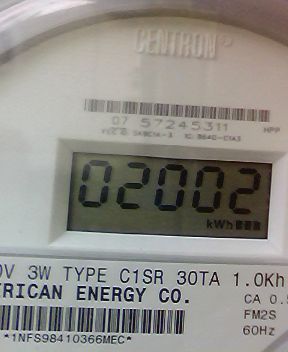 CENTRON®
07 57245311 HPP
02002
kWh
0V 3W TYPE C1SR 30TA 1.0Kh
RICAN ENERGY CO.
CA 0.5
FM2S
60Hz
*1NFS98410366MEC*